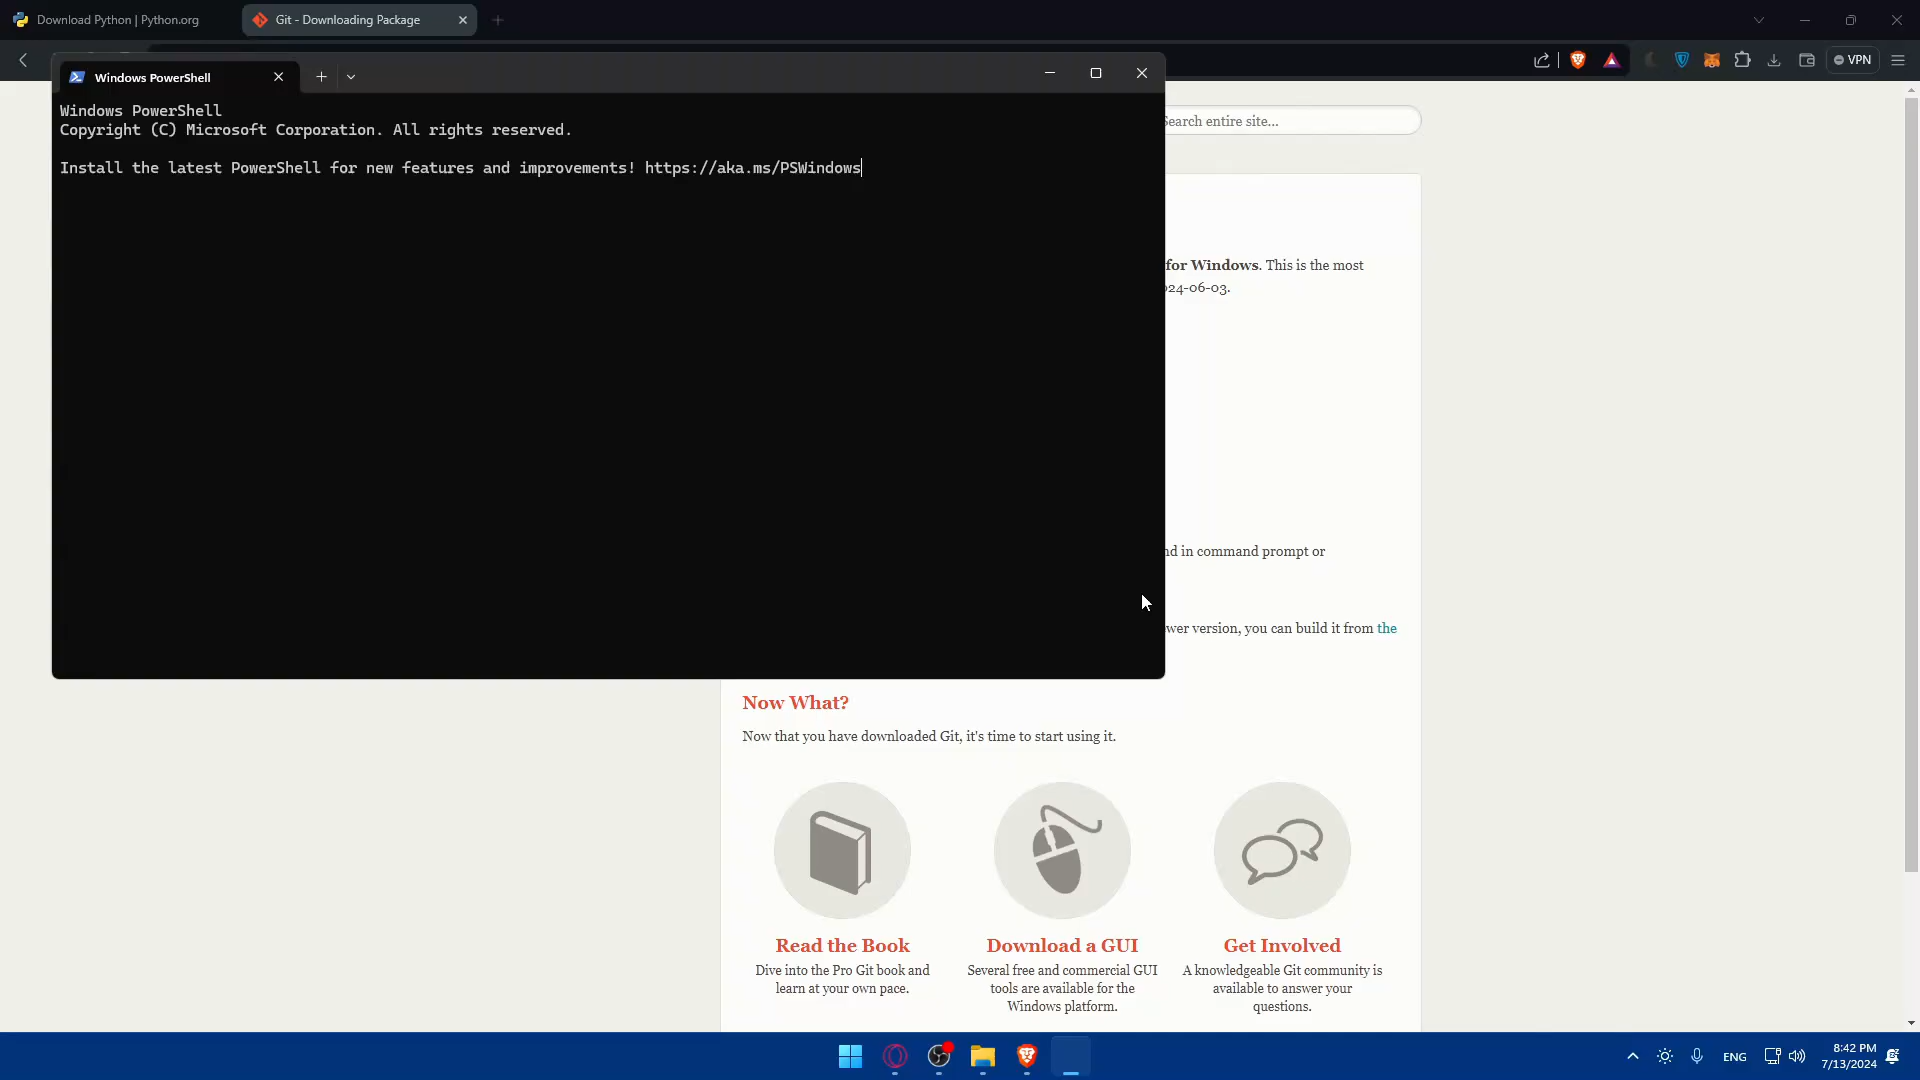 Download Python | Python.org
Git - Downloading Package
VPN
Windows PowerShell
Windows PowerShell
Copyright (C) Microsoft Corporation. All rights reserved.
Install the latest PowerShell for new features and improvements! https://aka.ms/PSWindows
Search entire site...
for Windows. This is the most
24-06-03.
nd in command prompt or
wer version, you can build it from the
Now What?
Now that you have downloaded Git, it's time to start using it.
Read the Book
Dive into the Pro Git book and
learn at your own pace.
Download a GUI
Several free and commercial GUI
tools are available for the
Windows platform.
Get Involved
A knowledgeable Git community is
available to answer your
questions.
ENG
8:42 PM
7/13/2024